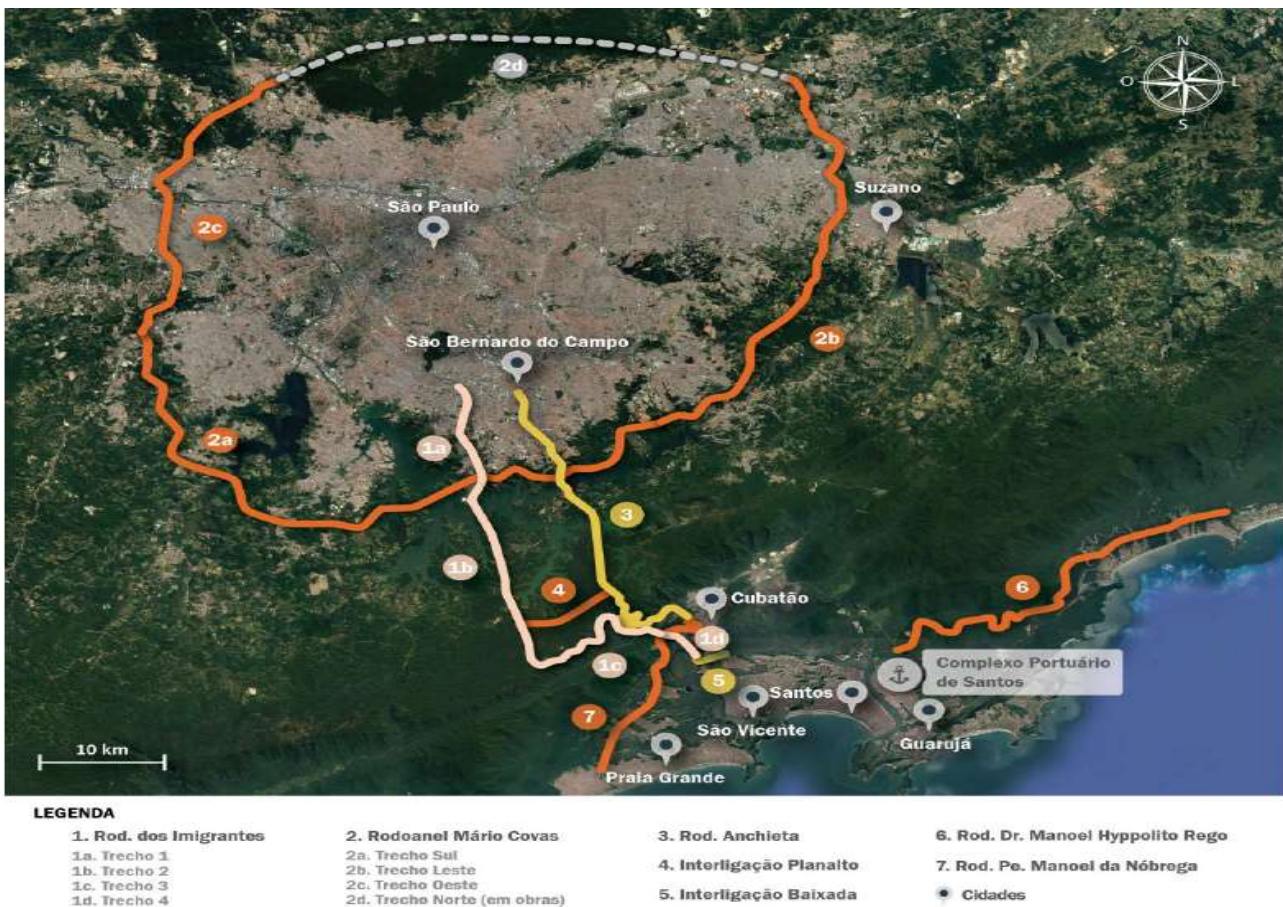 N
O
L
S
2d
Suzano
São Paulo
2c
São Bernardo do Campo
2b
2a
1a
3
1b
4
Cubatão
6
1d
1c
Complexo Portuário
de Santos
5
Santos
7
São Vicente
Guarujá
10 km
Praia Grande
LEGENDA
1. Rod. dos Imigrantes
1a. Trecho 1
1b. Trecho 2
1c. Trecho 3
1d. Trecho 4
2. Rodoanel Mário Covas
2a. Trecho Sul
2b. Trecho Leste
2c. Trecho Oeste
2d. Trecho Norte (em obras)
3. Rod. Anchieta
4. Interligação Planalto
5. Interligação Baixada
6. Rod. Dr. Manoel Hyppolito Rego
7. Rod. Pe. Manoel da Nóbrega
Cidades